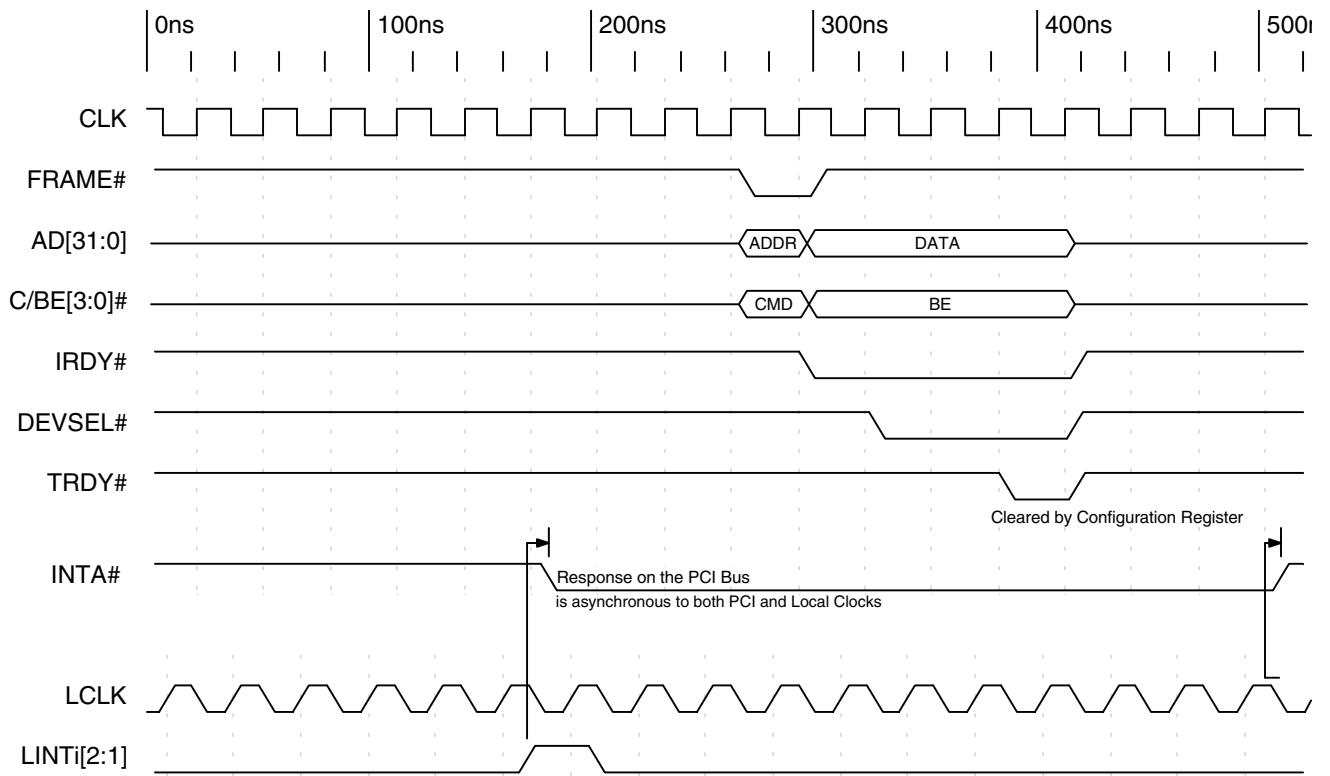 0ns 100ns 200ns 300ns 400ns 500
CLK
FRAME#
AD[31:0] ADDR DATA
C/BE[3:0]# CMD BE
IRDY#
DEVSEL#
TRDY#
Cleared by Configuration Register
INTA#
Response on the PCI Bus
is asynchronous to both PCI and Local Clocks
LCLK
LINTi[2:1]